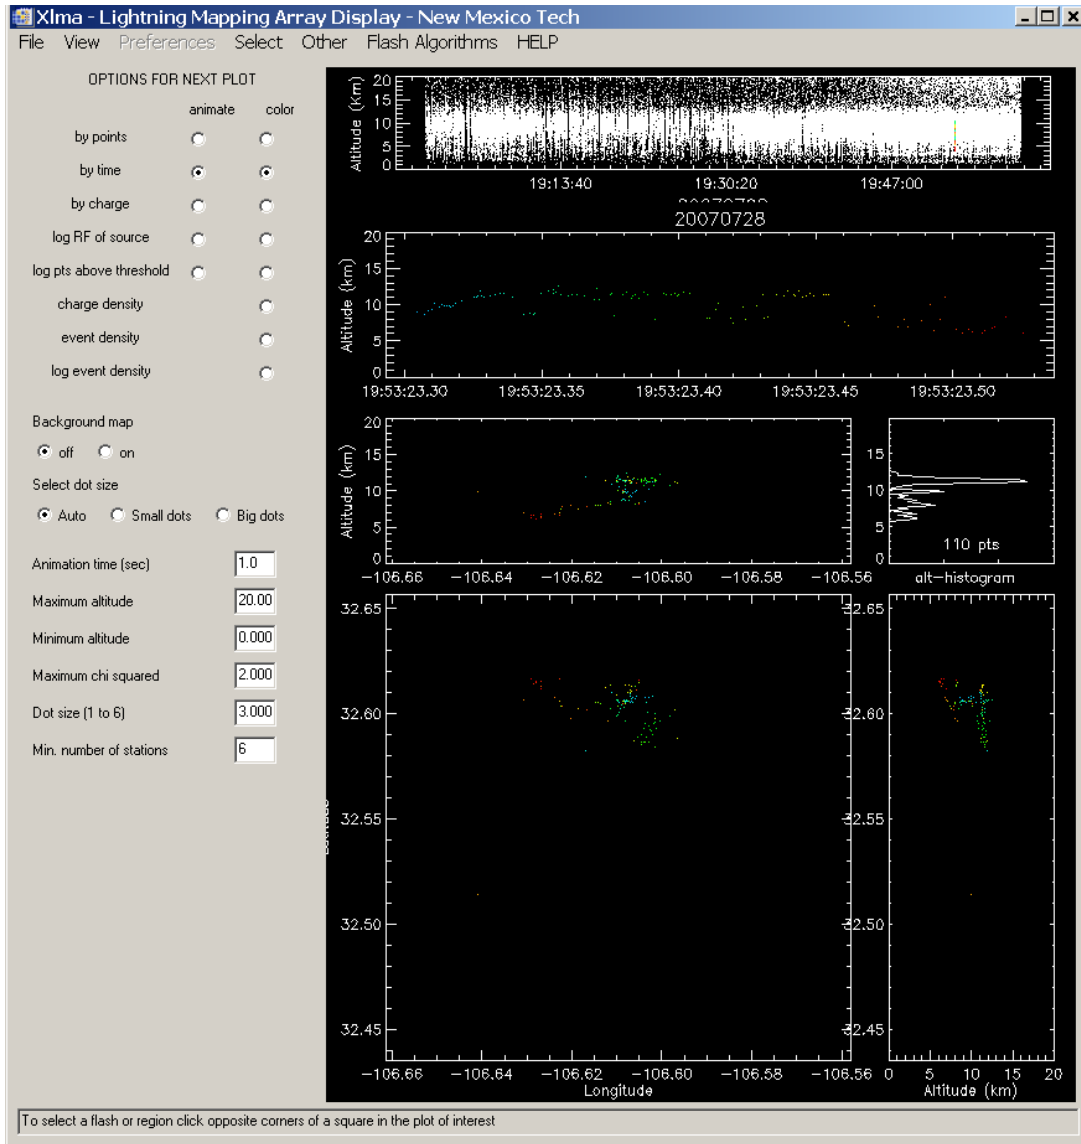 Xlma - Lightning Mapping Array Display - New Mexico Tech
File View Preferences Select Other Flash Algorithms HELP
OPTIONS FOR NEXT PLOT
animate color
by points
by time
by charge
log RF of source
log pts above threshold
charge density
event density
log event density
Background map
off on
Select dot size
Auto Small dots Big dots
Animation time (sec) 1.0
Maximum altitude 20.00
Minimum altitude 0.000
Maximum chi squared 2.000
Dot size (1 to 6) 3.000
Min. number of stations 6
Altitude (km)
20
15
10
5
0
19:13:40 19:30:20 19:47:00
20070728
Altitude (km)
20
15
10
5
0
19:53:23.30 19:53:23.35 19:53:23.40 19:53:23.45 19:53:23.50
Altitude (km)
20
15
10
5
0
-106.66 -106.64 -106.62 -106.60 -106.58 -106.56
15
10
5
0
110 pts
alt-histogram
Latitude
32.65
32.60
32.55
32.50
32.45
-106.66 -106.64 -106.62 -106.60 -106.58 -106.56
Longitude
32.65
32.60
32.55
32.50
32.45
0 5 10 15 20
Altitude (km)
To select a flash or region click opposite corners of a square in the plot of interest